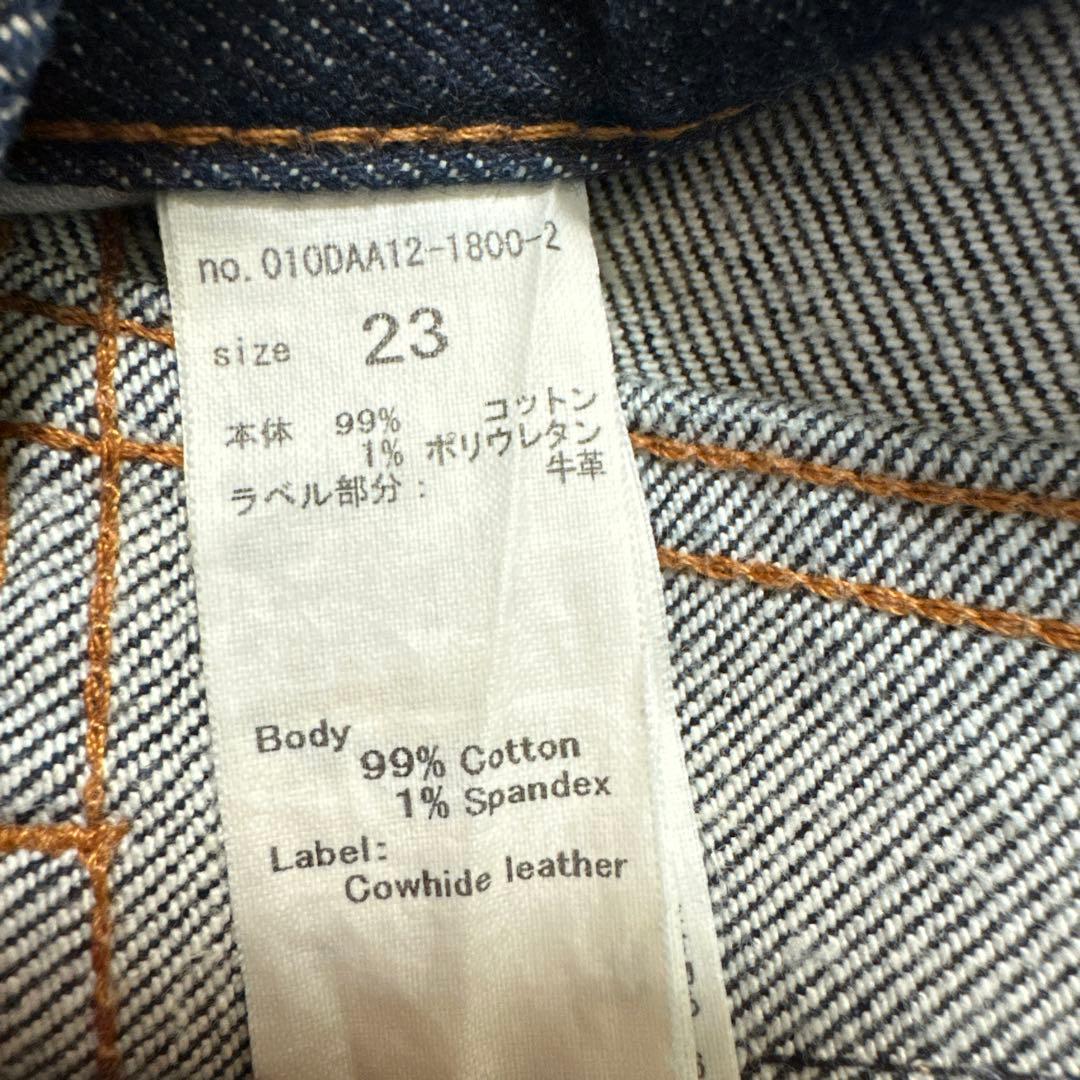 no. 010DAA12-1800-2
size 23
本体 99% コットン
1% ポリウレタン
ラベル部分: 牛革
Body
99% Cotton
1% Spandex
Label:
Cowhide leather